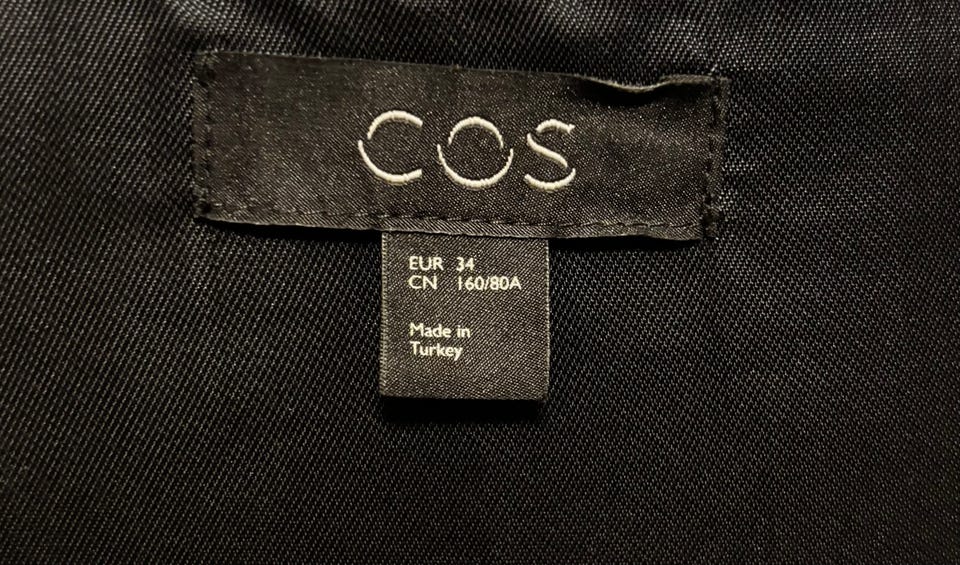 COS
EUR 34
CN 160/80A
Made in
Turkey